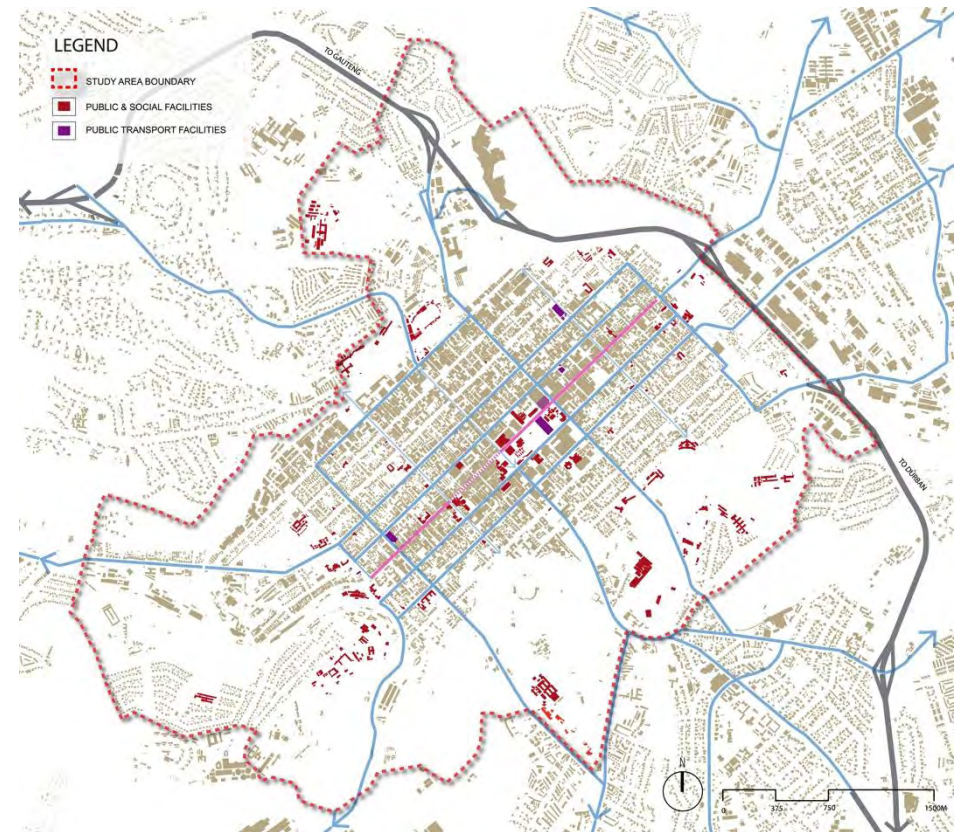 LEGEND
STUDY AREA BOUNDARY
PUBLIC & SOCIAL FACILITIES
PUBLIC TRANSPORT FACILITIES
TO GAUTENG
TO DURBAN
N
0 375 750 1500M